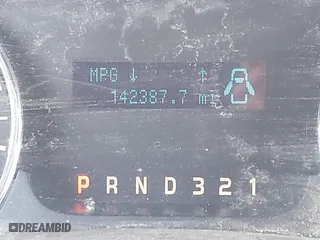 MPG ↓ ↕
142387.7 mi
P R N D 3 2 1
DREAMBID